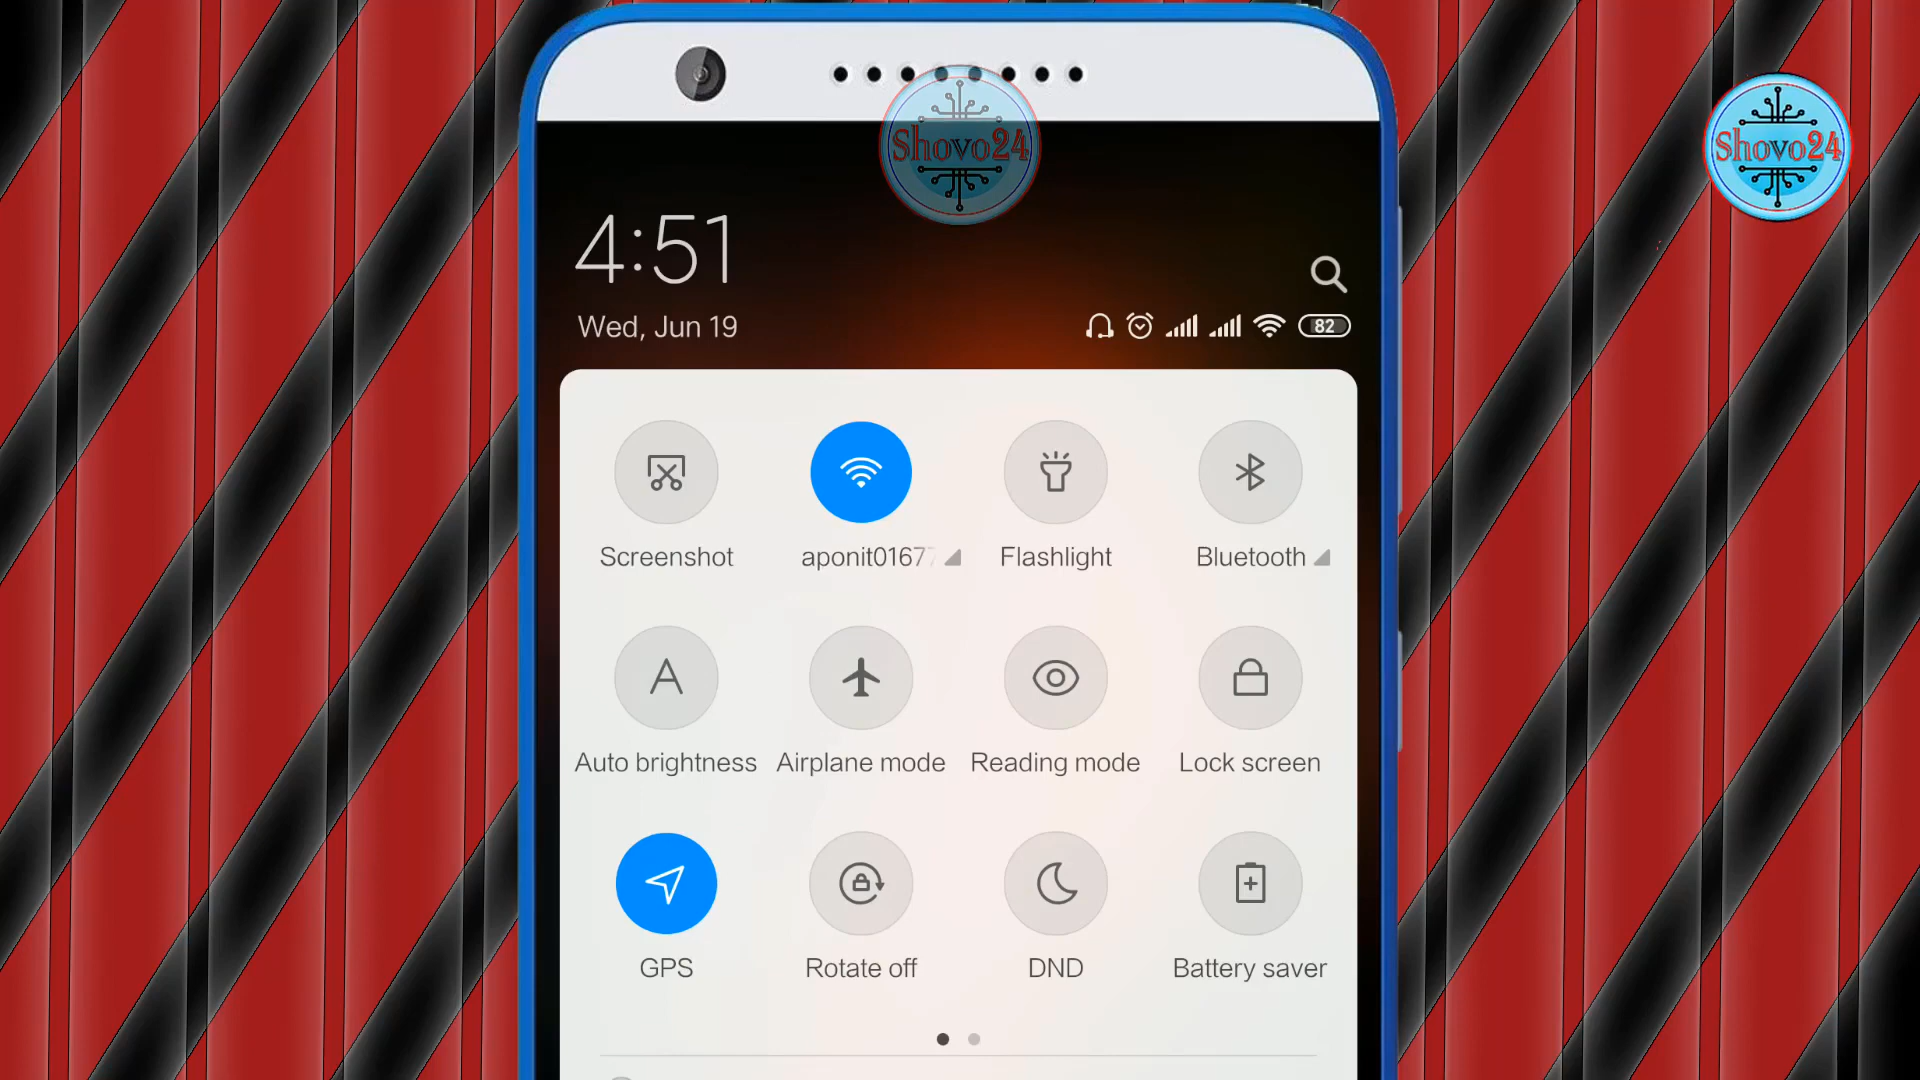 Shovo24
Shovo24
4:51
Wed, Jun 19
82
Screenshot
aponit01677
Flashlight
Bluetooth
A
Auto brightness
Airplane mode
Reading mode
Lock screen
GPS
Rotate off
DND
Battery saver